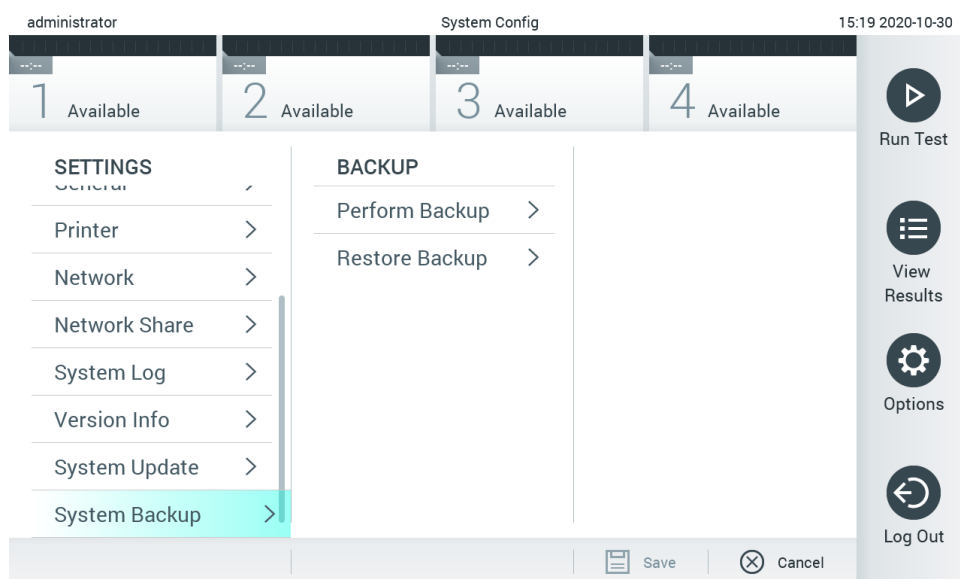 administrator
System Config
15:19 2020-10-30
--:--
--:--
--:--
--:--
1 Available
2 Available
3 Available
4 Available
Run Test
View
Results
Options
Log Out
SETTINGS
General
Printer
Network
Network Share
System Log
Version Info
System Update
System Backup
BACKUP
Perform Backup
Restore Backup
Save
Cancel